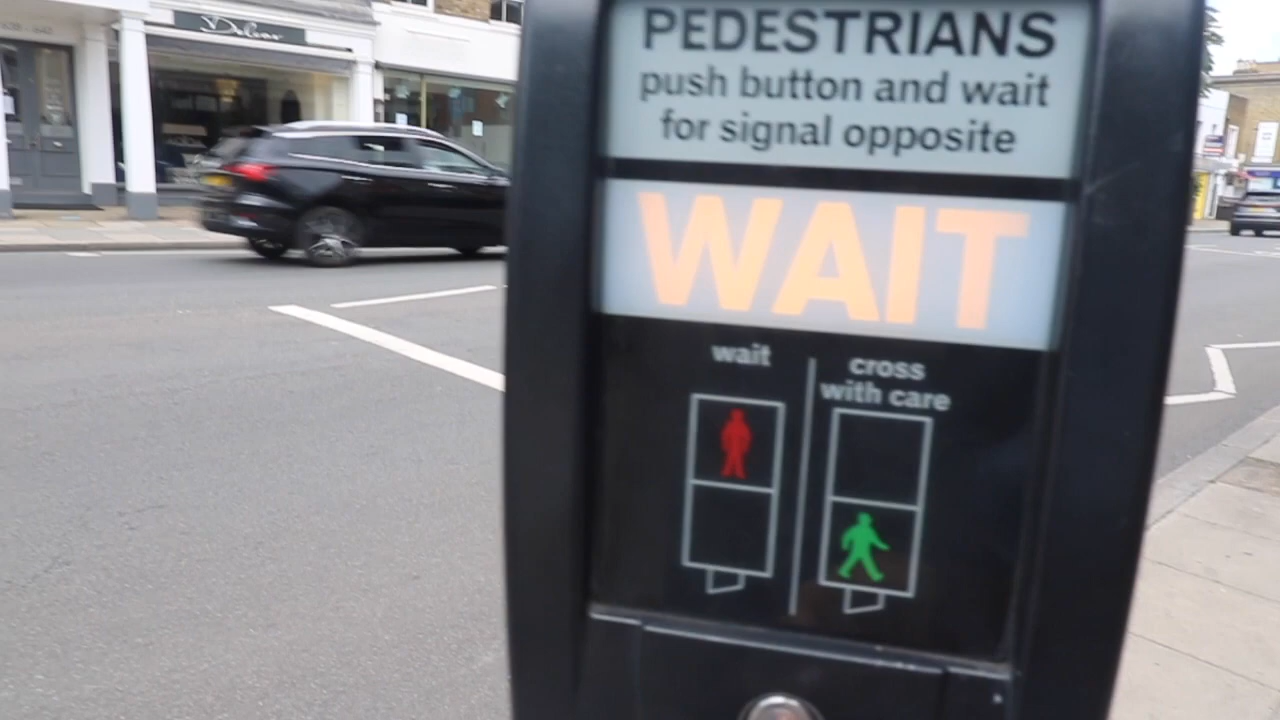 PEDESTRIANS
push button and wait
for signal opposite
WAIT
wait
cross
with care